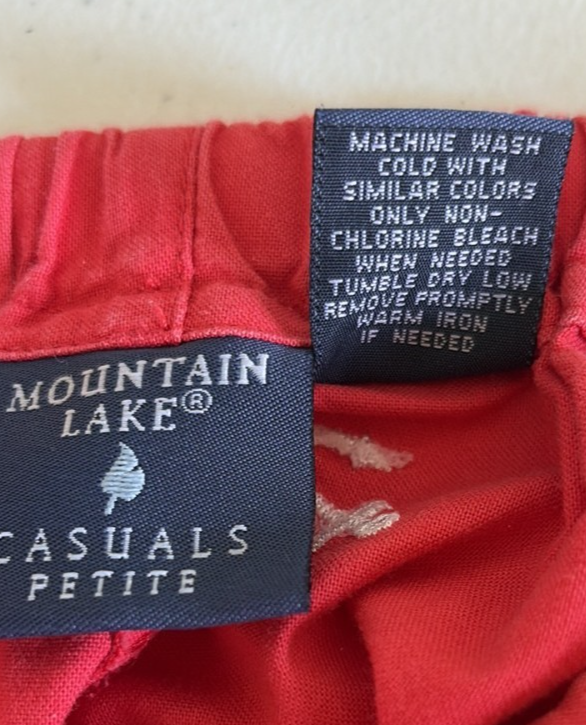 MACHINE WASH
COLD WITH
SIMILAR COLORS
ONLY NON-
CHLORINE BLEACH
WHEN NEEDED
TUMBLE DRY LOW
REMOVE PROMPTLY
WARM IRON
IF NEEDED
MOUNTAIN
LAKE®
CASUALS
PETITE